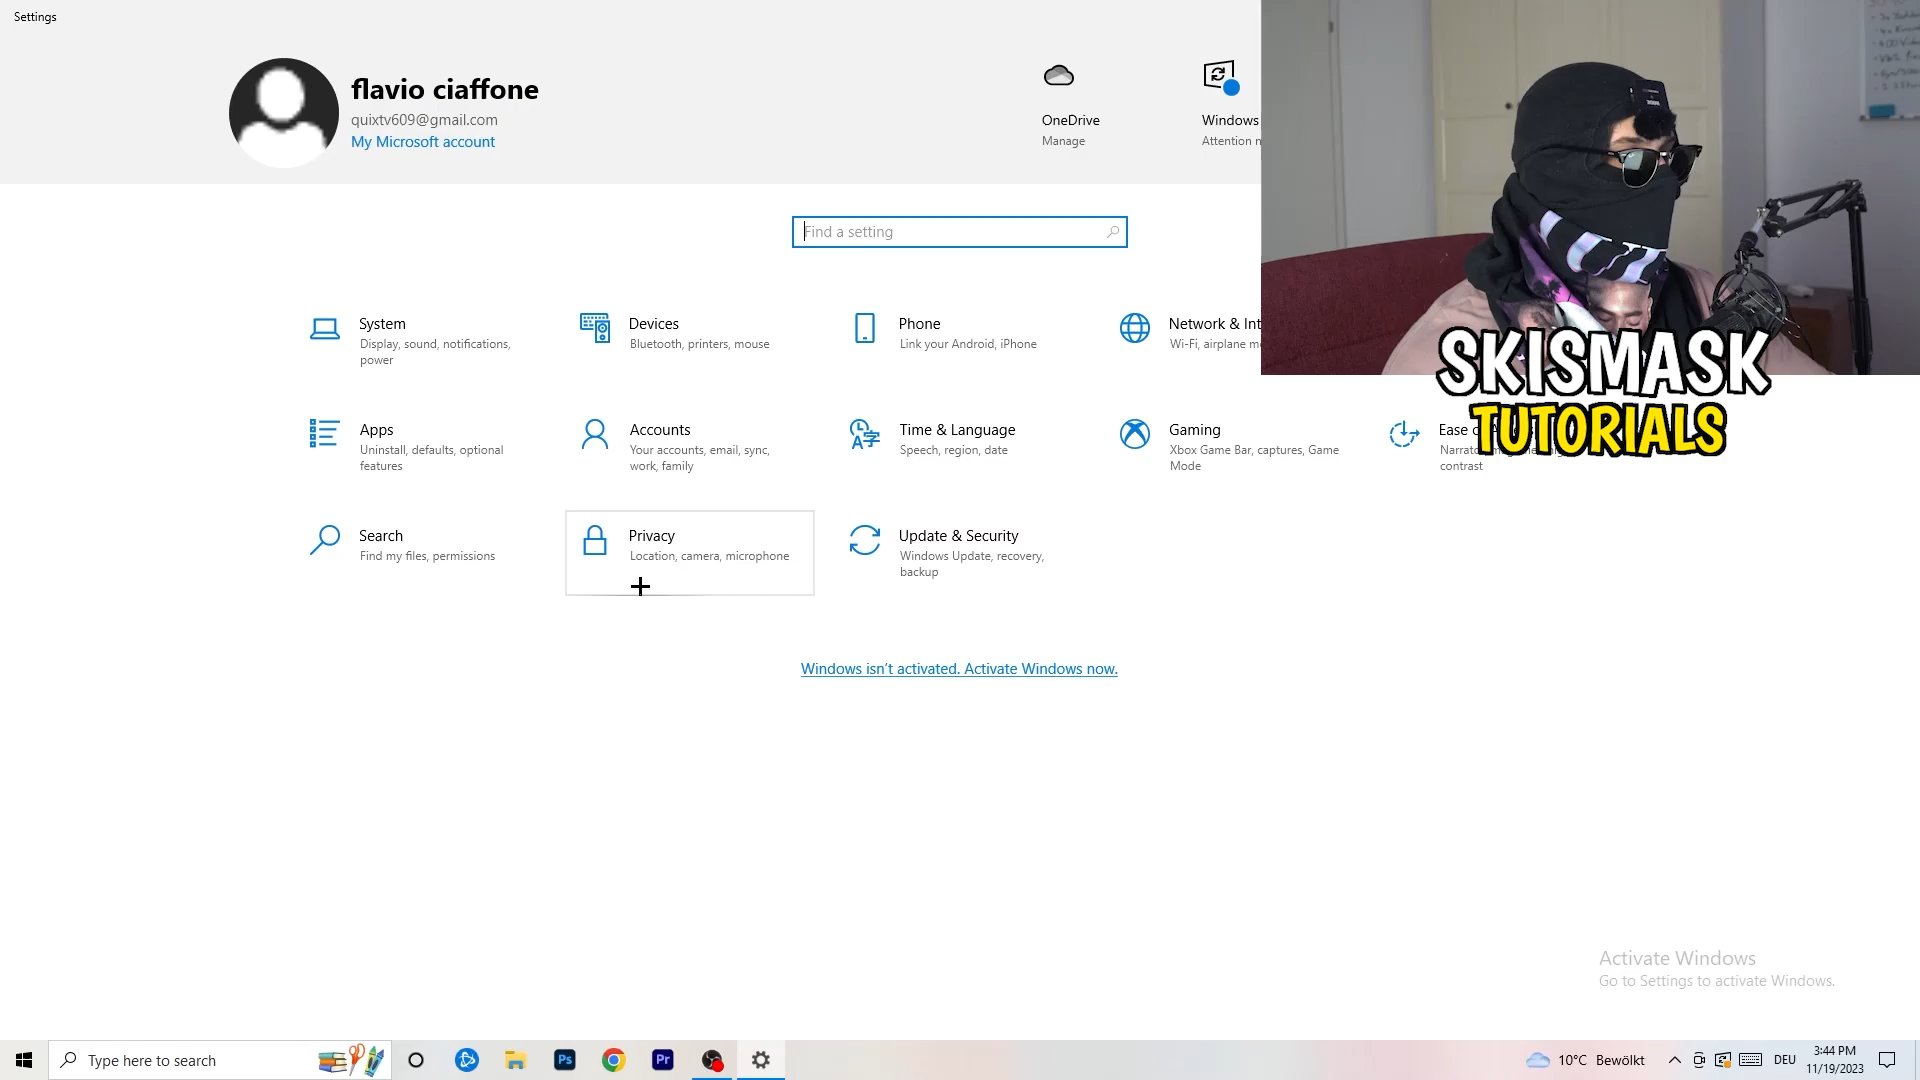 Settings
flavio ciaffone
quixtv609@gmail.com
My Microsoft account
OneDrive
Manage
Windows
Attention
Find a setting
System
Display, sound, notifications,
power
Devices
Bluetooth, printers, mouse
Phone
Link your Android, iPhone
Network & Int
Wi-Fi, airplane
SKISMASK
TUTORIALS
Apps
Uninstall, defaults, optional
features
Accounts
Your accounts, email, sync,
work, family
Time & Language
Speech, region, date
Gaming
Xbox Game Bar, captures, Game
Mode
Ease
contrast
Search
Find my files, permissions
Privacy
Location, camera, microphone
Update & Security
Windows Update, recovery,
backup
Windows isn't activated. Activate Windows now.
Activate Windows
Go to Settings to activate Windows.
Type here to search
Ps
Pr
10°C Bewölkt
DEU
3:44 PM
11/19/2023